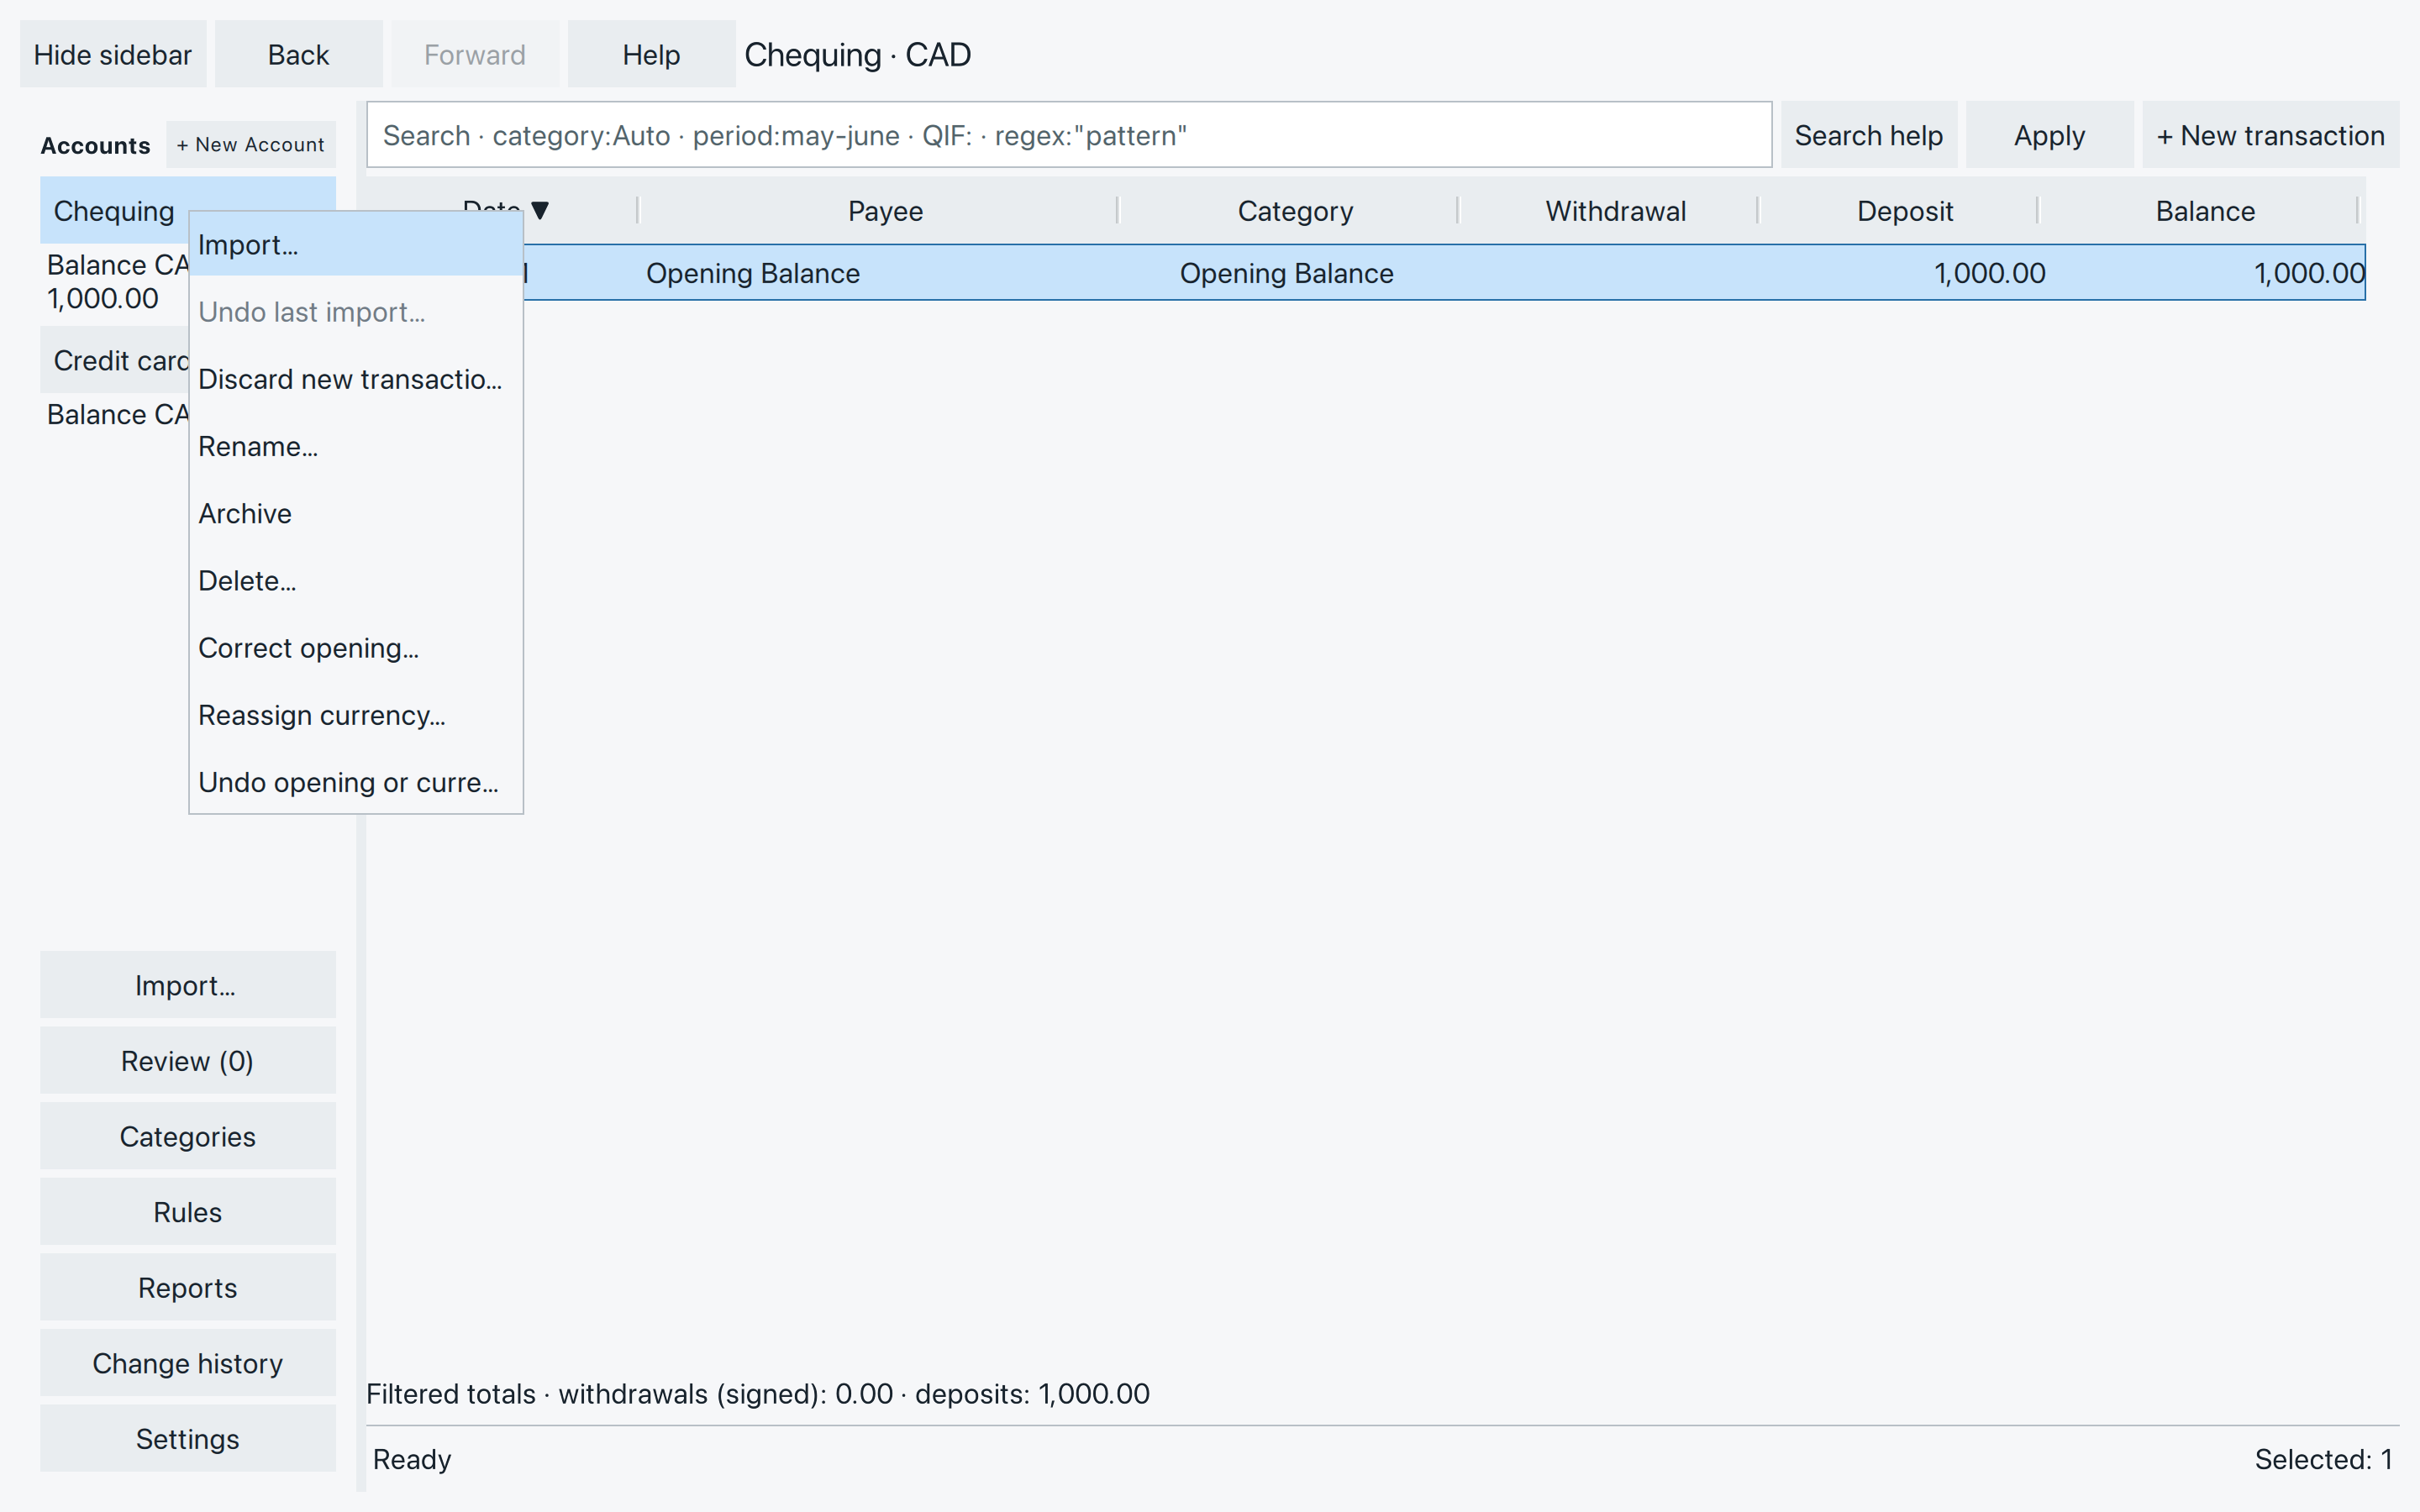 Hide sidebar
Back
Forward
Help
Chequing · CAD
Search · category:Auto · period:may-june · QIF: · regex:"pattern"
Search help
Apply
+ New transaction
Accounts
+ New Account
Chequing
Balance CA
1,000.00
Credit card
Balance CA
Import…
Undo last import…
Discard new transactio…
Rename…
Archive
Delete…
Correct opening…
Reassign currency…
Undo opening or curre…
Date ▼
Payee
Category
Withdrawal
Deposit
Balance
Opening Balance
Opening Balance
1,000.00
1,000.00
Import…
Review (0)
Categories
Rules
Reports
Change history
Settings
Filtered totals · withdrawals (signed): 0.00 · deposits: 1,000.00
Ready
Selected: 1